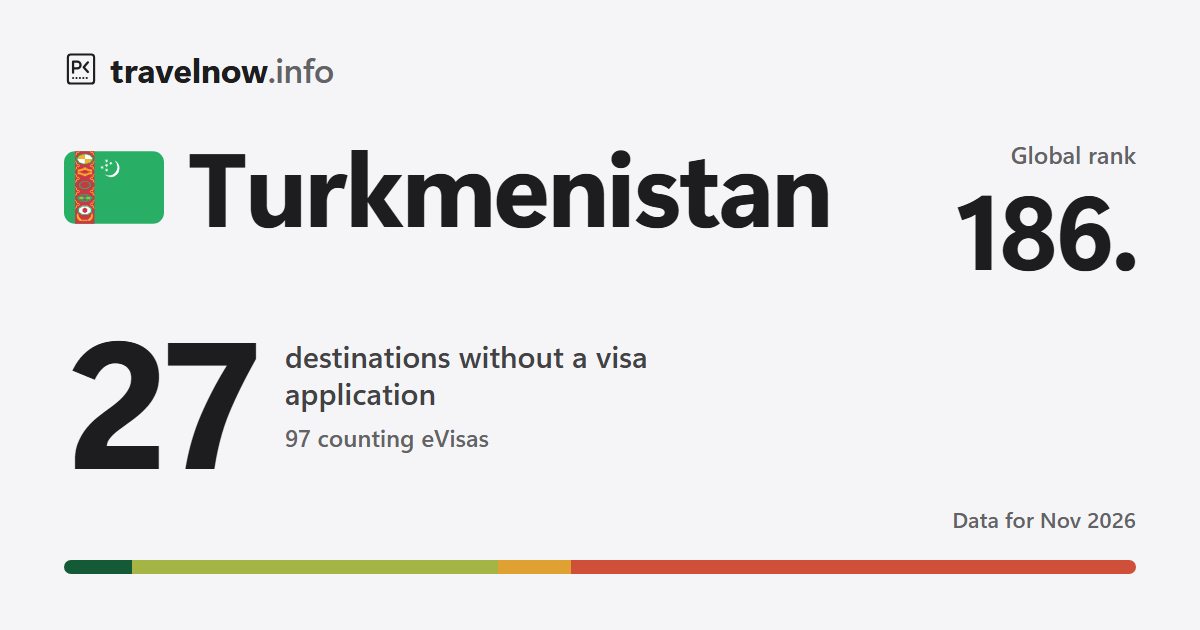 travelnow.info
Turkmenistan
Global rank
186.
27
destinations without a visa
application
97 counting eVisas
Data for Nov 2026